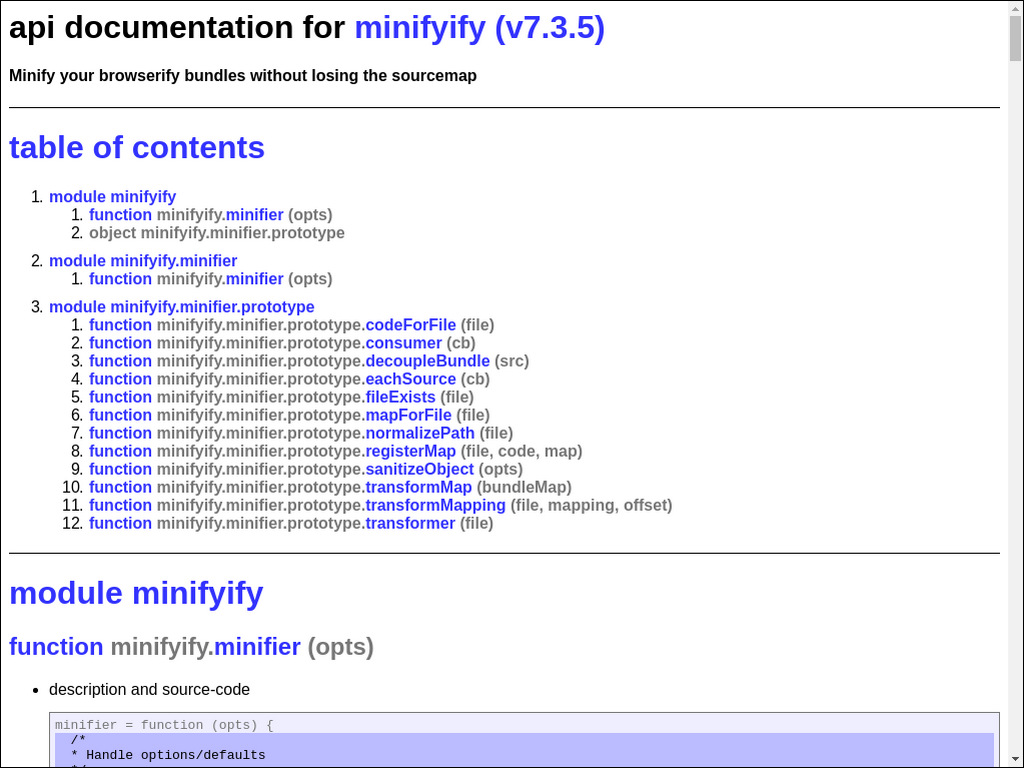 api documentation for minifyify (v7.3.5)
Minify your browserify bundles without losing the sourcemap
table of contents
1. module minifyify
1. function minifyify.minifier (opts)
2. object minifyify.minifier.prototype
2. module minifyify.minifier
1. function minifyify.minifier (opts)
3. module minifyify.minifier.prototype
1. function minifyify.minifier.prototype.codeForFile (file)
2. function minifyify.minifier.prototype.consumer (cb)
3. function minifyify.minifier.prototype.decoupleBundle (src)
4. function minifyify.minifier.prototype.eachSource (cb)
5. function minifyify.minifier.prototype.fileExists (file)
6. function minifyify.minifier.prototype.mapForFile (file)
7. function minifyify.minifier.prototype.normalizePath (file)
8. function minifyify.minifier.prototype.registerMap (file, code, map)
9. function minifyify.minifier.prototype.sanitizeObject (opts)
10. function minifyify.minifier.prototype.transformMap (bundleMap)
11. function minifyify.minifier.prototype.transformMapping (file, mapping, offset)
12. function minifyify.minifier.prototype.transformer (file)
module minifyify
function minifyify.minifier (opts)
• description and source-code
minifier = function (opts) {
/*
* Handle options/defaults